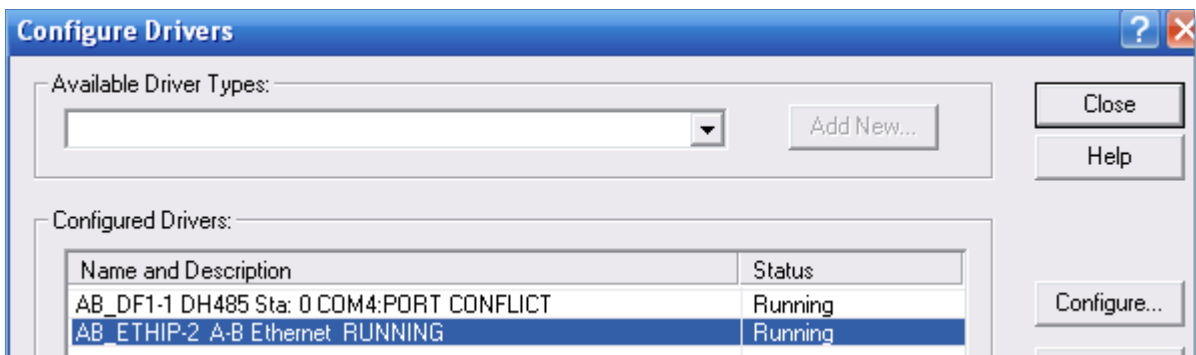 Configure Drivers
Available Driver Types:
Add New...
Close
Help
Configured Drivers:
Name and Description Status
AB_DF1-1 DH485 Sta: 0 COM4:PORT CONFLICT Running
AB_ETHIP-2 A-B Ethernet RUNNING Running
Configure...